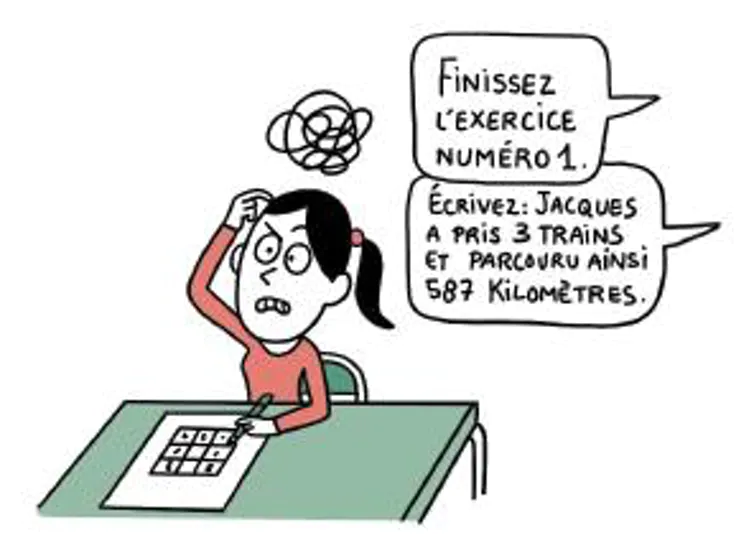 FINISSEZ
L'EXERCICE
NUMÉRO 1.
ÉCRIVEZ: JACQUES
A PRIS 3 TRAINS
ET PARCOURU AINSI
587 KILOMÈTRES.